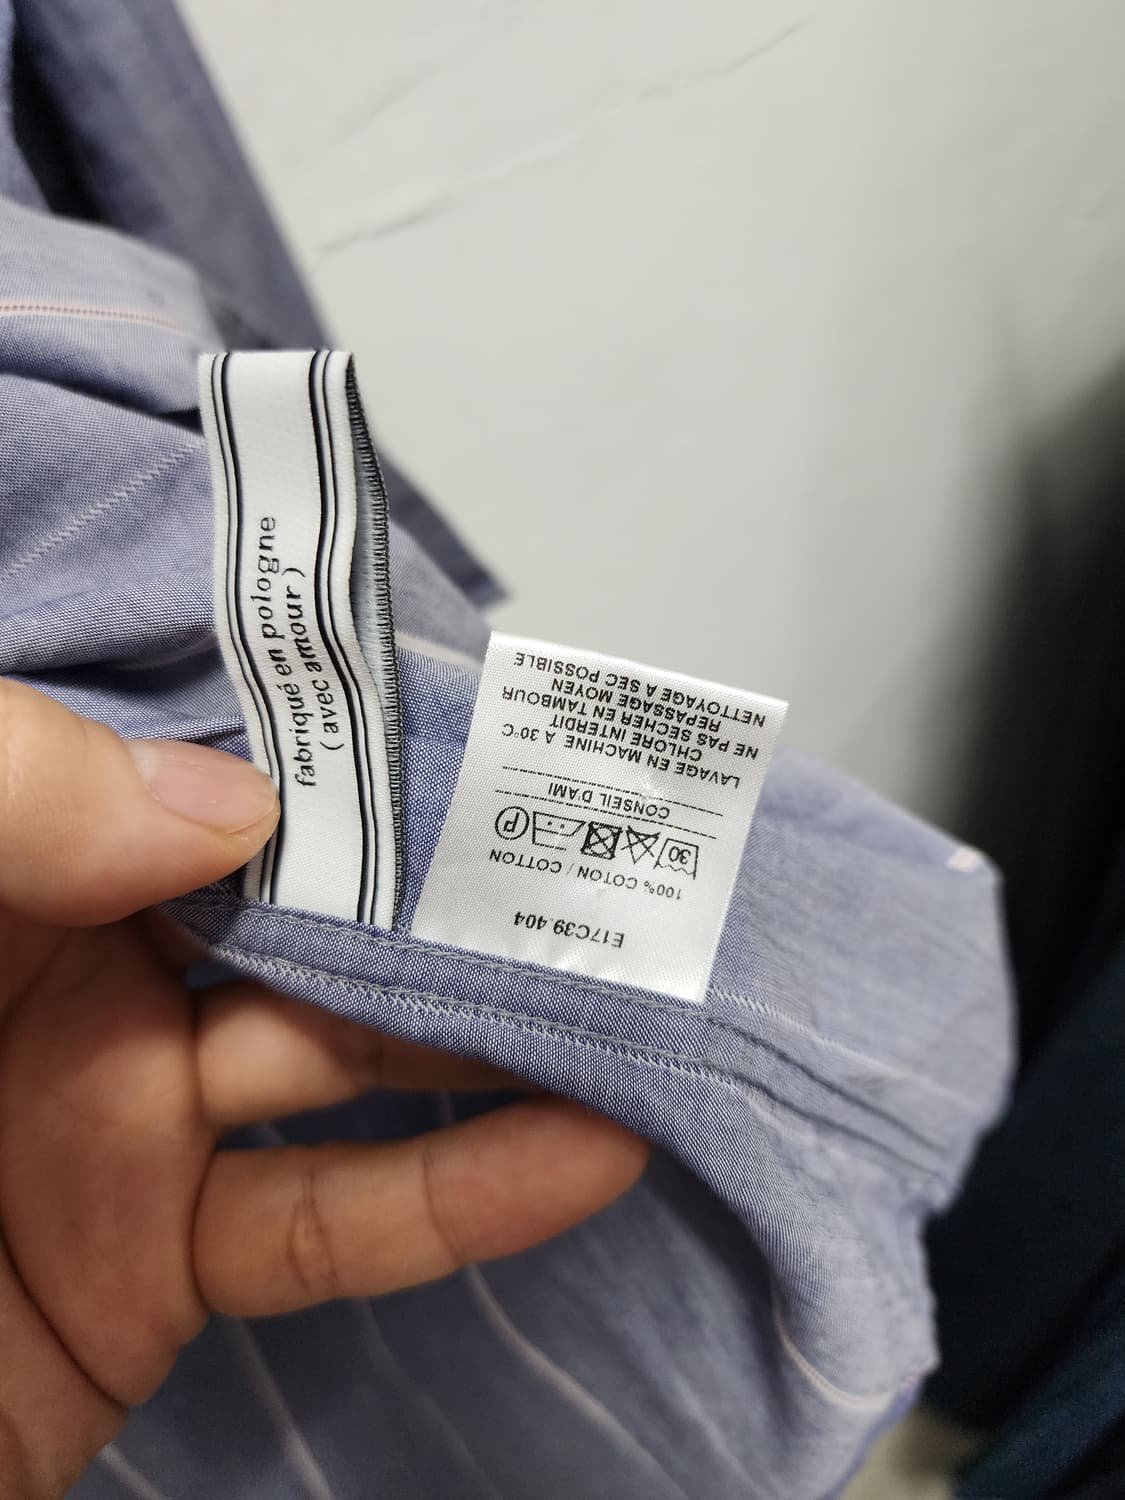 fabriqué en pologne
( avec amour )
E17C39.404
100% COTON / COTTON
30
P
CONSEIL D'AMI
LAVAGE EN MACHINE A 30°C
CHLORE INTERDIT
NE PAS SECHER EN TAMBOUR
REPASSAGE MOYEN
NETTOYAGE A SEC POSSIBLE